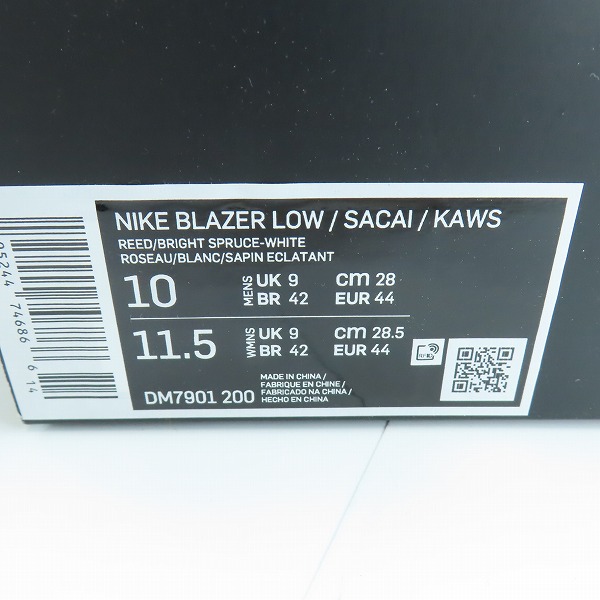 NIKE BLAZER LOW / SACAI / KAWS
REED/BRIGHT SPRUCE-WHITE
ROSEAU/BLANC/SAPIN ECLATANT
10 MENS UK 9 cm 28
BR 42 EUR 44
11.5 WMNS UK 9 cm 28.5
BR 42 EUR 44
DM7901 200
MADE IN CHINA /
FABRIQUE EN CHINE /
FABRICADO NA CHINA /
HECHO EN CHINA
95244 74686 614